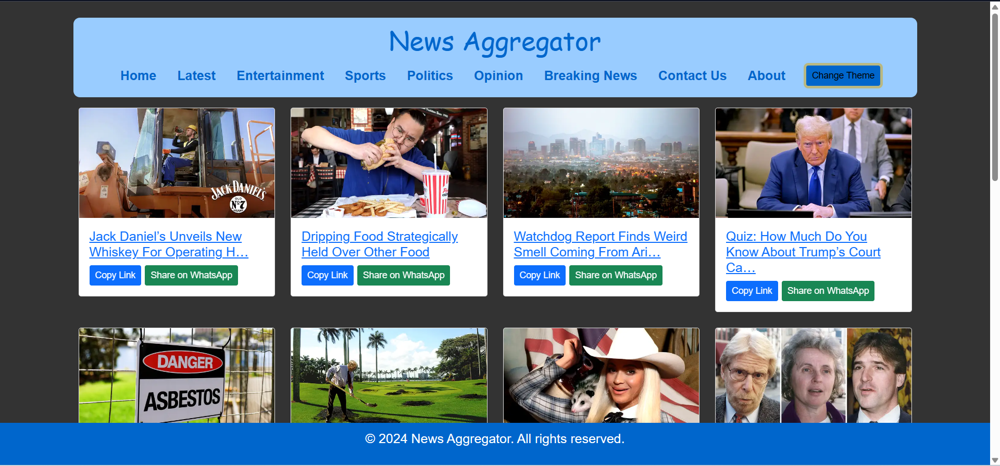 News Aggregator
Home Latest Entertainment Sports Politics Opinion Breaking News Contact Us About Change Theme
JACK DANIEL'S
OLD
Nº7
BRAND
Jack Daniel’s Unveils New
Whiskey For Operating H…
Copy Link Share on WhatsApp
Dripping Food Strategically
Held Over Other Food
Copy Link Share on WhatsApp
Watchdog Report Finds Weird
Smell Coming From Ari…
Copy Link Share on WhatsApp
Quiz: How Much Do You
Know About Trump’s Court
Ca…
Copy Link Share on WhatsApp
DANGER
ASBESTOS
© 2024 News Aggregator. All rights reserved.